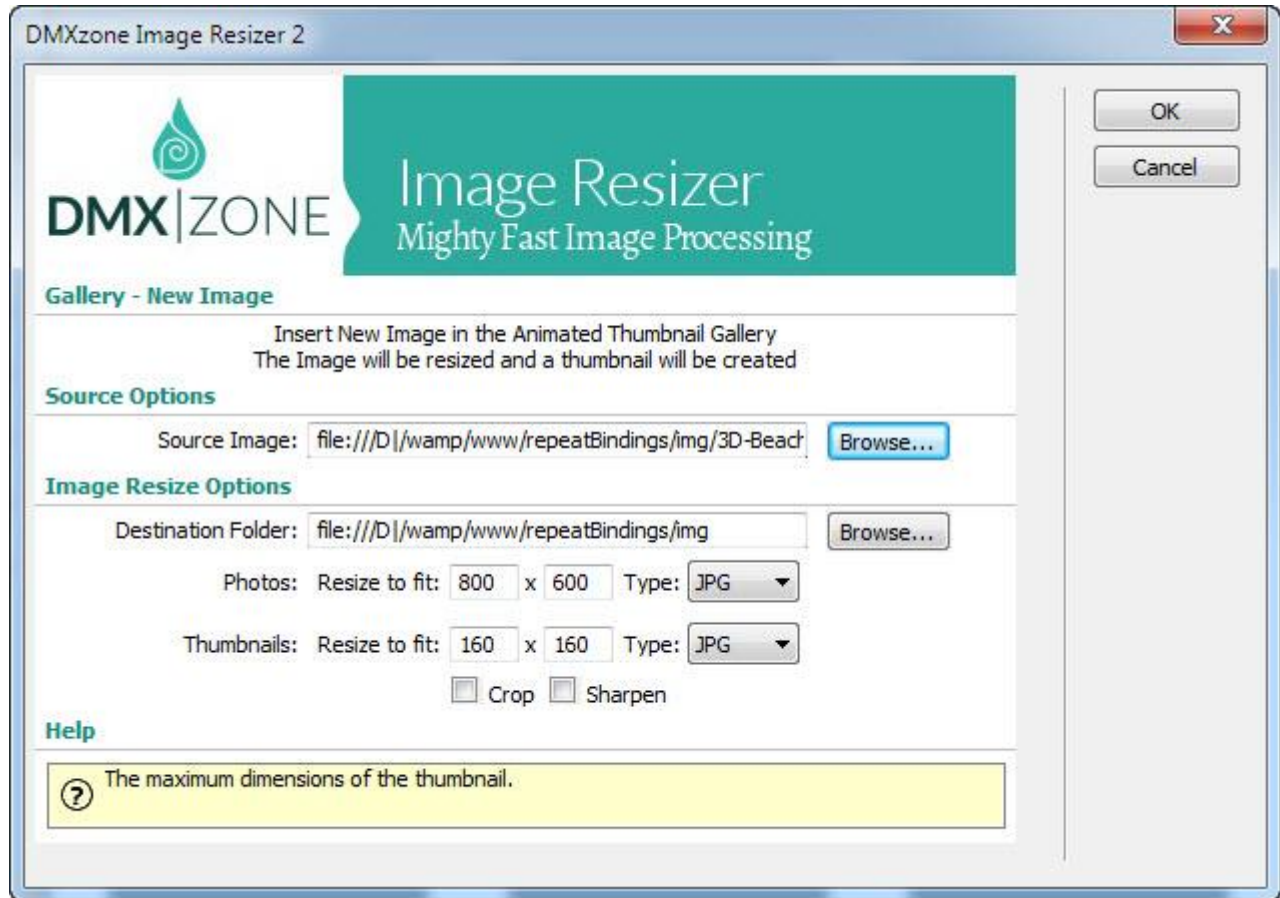 DMXzone Image Resizer 2
OK
Cancel
DMX|ZONE
Image Resizer
Mighty Fast Image Processing
Gallery - New Image
Insert New Image in the Animated Thumbnail Gallery
The Image will be resized and a thumbnail will be created
Source Options
Source Image: file:///D|/wamp/www/repeatBindings/img/3D-Beach Browse...
Image Resize Options
Destination Folder: file:///D|/wamp/www/repeatBindings/img Browse...
Photos: Resize to fit: 800 x 600 Type: JPG
Thumbnails: Resize to fit: 160 x 160 Type: JPG
Crop Sharpen
Help
? The maximum dimensions of the thumbnail.